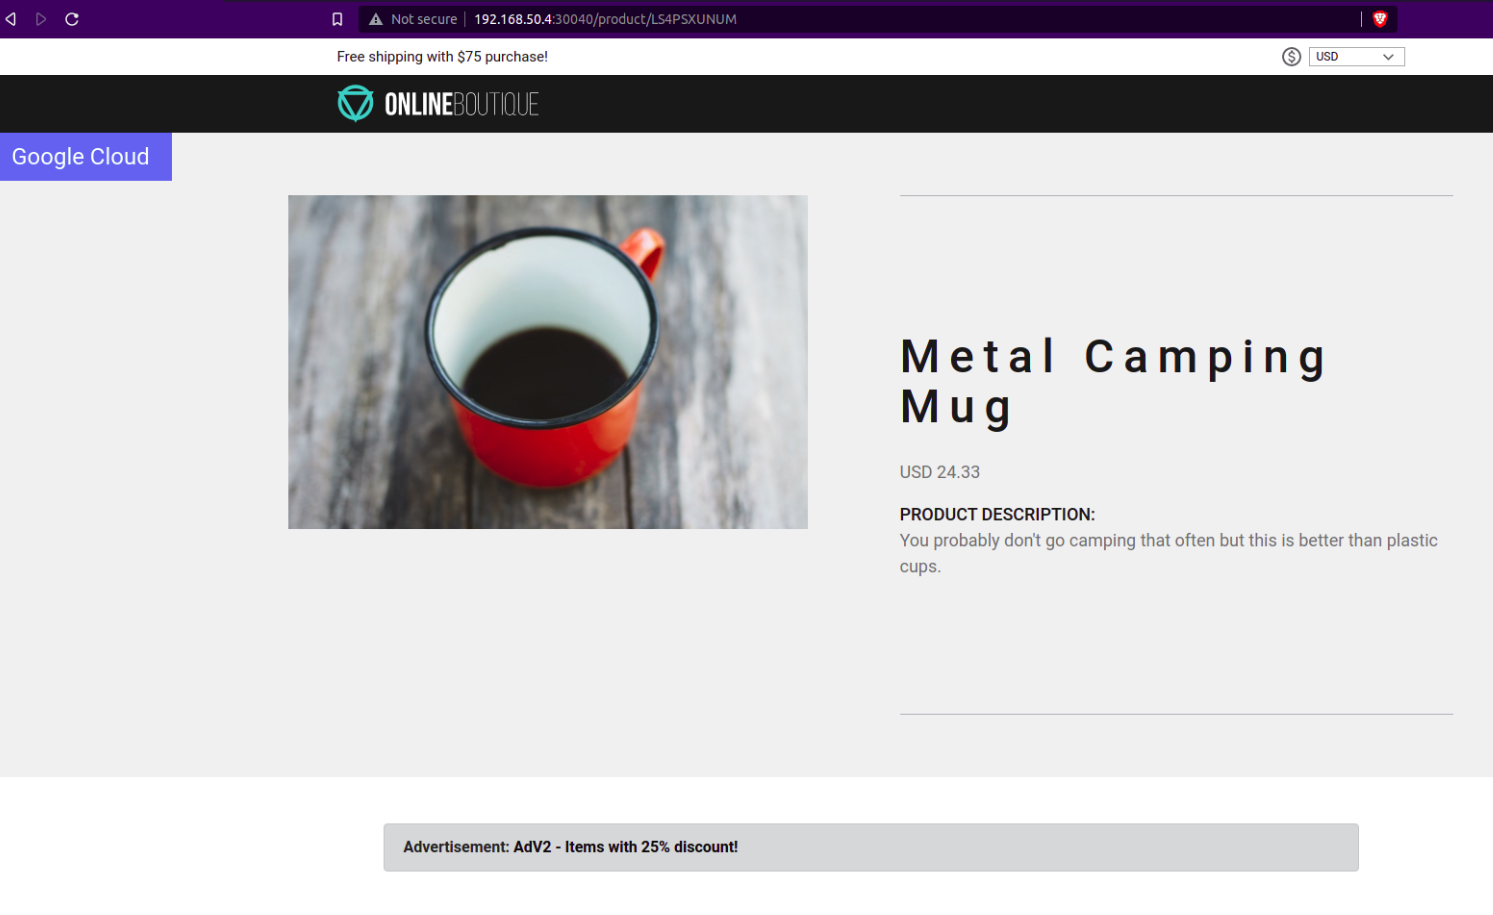 Not secure
192.168.50.4:30040/product/LS4PSXUNUM
Free shipping with $75 purchase!
$
USD
ONLINEBOUTIQUE
Google Cloud
Metal Camping
Mug
USD 24.33
PRODUCT DESCRIPTION:
You probably don't go camping that often but this is better than plastic
cups.
Advertisement: AdV2 - Items with 25% discount!